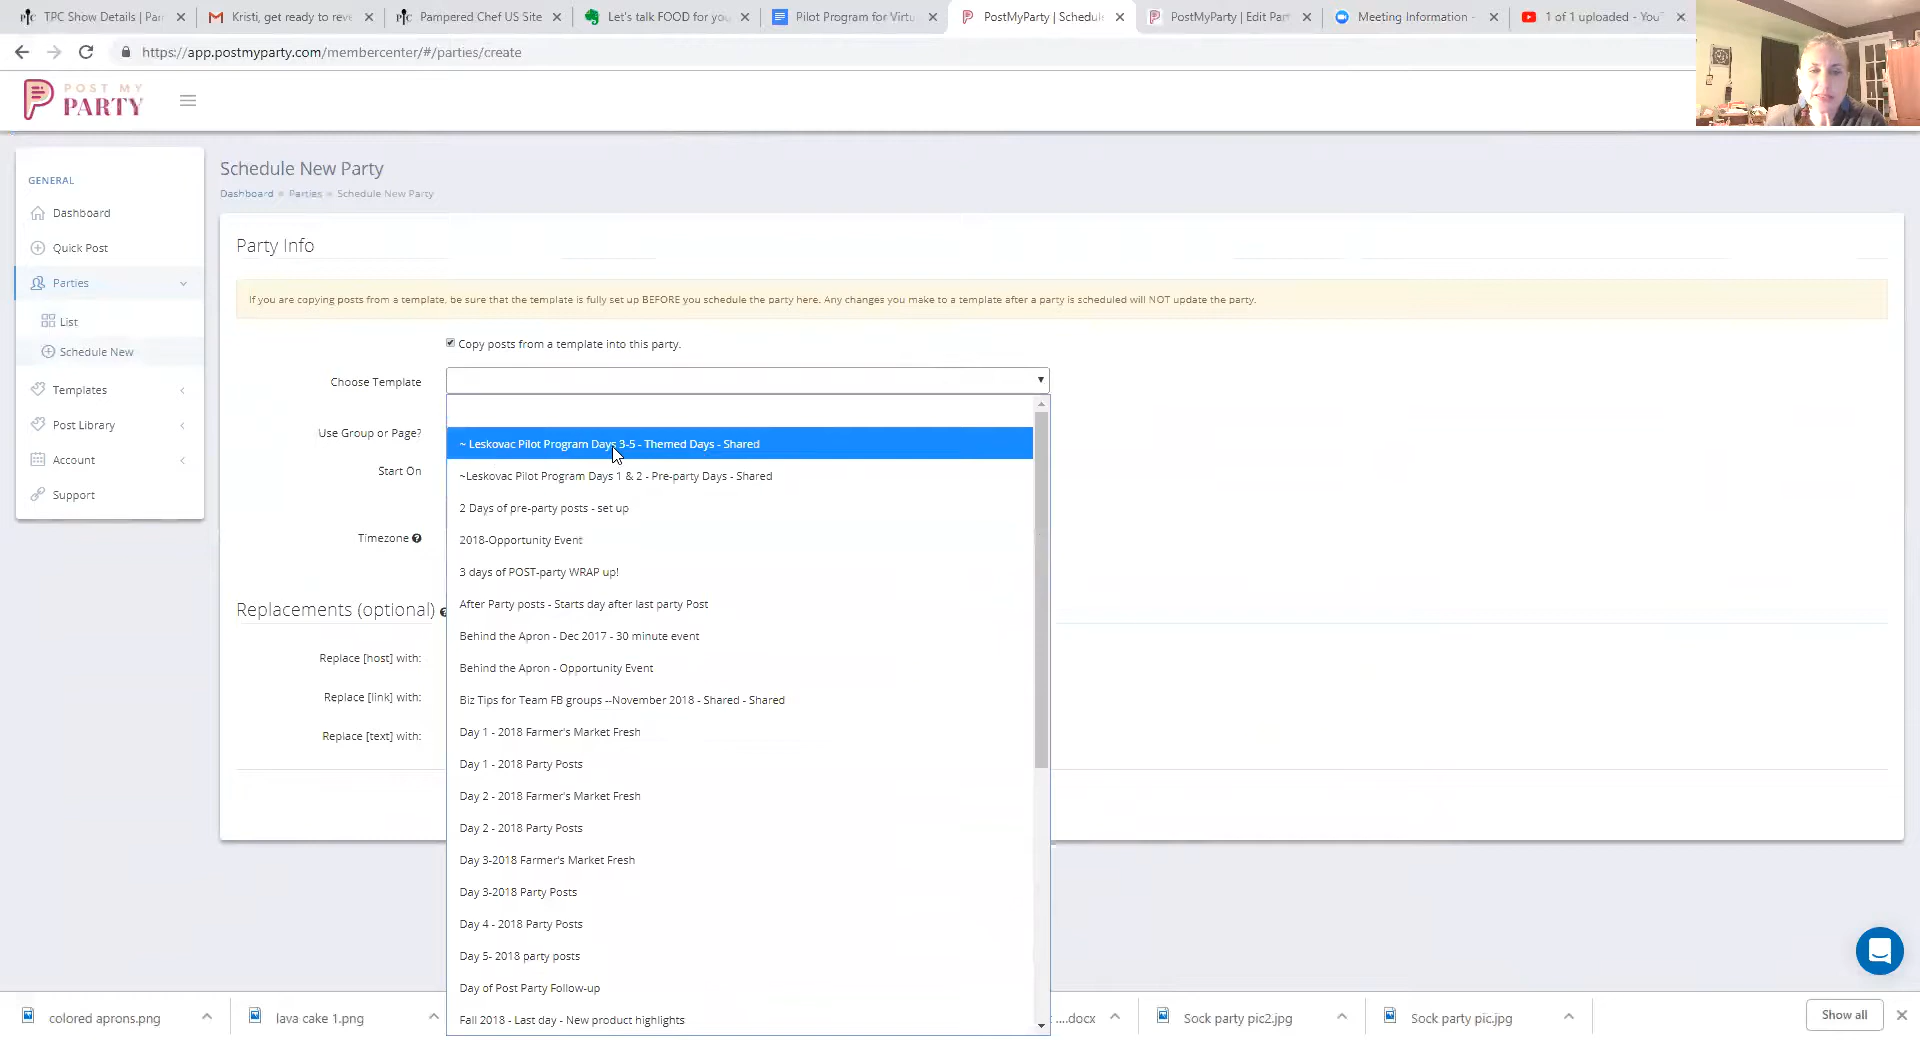 TPC Show Details | Par
Kristi, get ready to reve
Pampered Chef US Site
Let's talk FOOD for you
Pilot Program for Virtu
PostMyParty | Schedule
PostMyParty | Edit Part
Meeting Information -
1 of 1 uploaded - YouT
https://app.postmyparty.com/membercenter/#/parties/create
POST MY
PARTY
GENERAL
Dashboard
Quick Post
Parties
List
Schedule New
Templates
Post Library
Account
Support
Schedule New Party
Dashboard
Parties
Schedule New Party
Party Info
If you are copying posts from a template, be sure that the template is fully set up BEFORE you schedule the party here. Any changes you make to a template after a party is scheduled will NOT update the party.
Copy posts from a template into this party.
Choose Template
Use Group or Page?
Start On
Timezone
Replacements (optional)
Replace [host] with:
Replace [link] with:
Replace [text] with:
~ Leskovac Pilot Program Days 3-5 - Themed Days - Shared
~Leskovac Pilot Program Days 1 & 2 - Pre-party Days - Shared
2 Days of pre-party posts - set up
2018-Opportunity Event
3 days of POST-party WRAP up!
After Party posts - Starts day after last party Post
Behind the Apron - Dec 2017 - 30 minute event
Behind the Apron - Opportunity Event
Biz Tips for Team FB groups --November 2018 - Shared - Shared
Day 1 - 2018 Farmer's Market Fresh
Day 1 - 2018 Party Posts
Day 2 - 2018 Farmer's Market Fresh
Day 2 - 2018 Party Posts
Day 3-2018 Farmer's Market Fresh
Day 3-2018 Party Posts
Day 4 - 2018 Party Posts
Day 5- 2018 party posts
Day of Post Party Follow-up
Fall 2018 - Last day - New product highlights
colored aprons.png
lava cake 1.png
....docx
Sock party pic2.jpg
Sock party pic.jpg
Show all